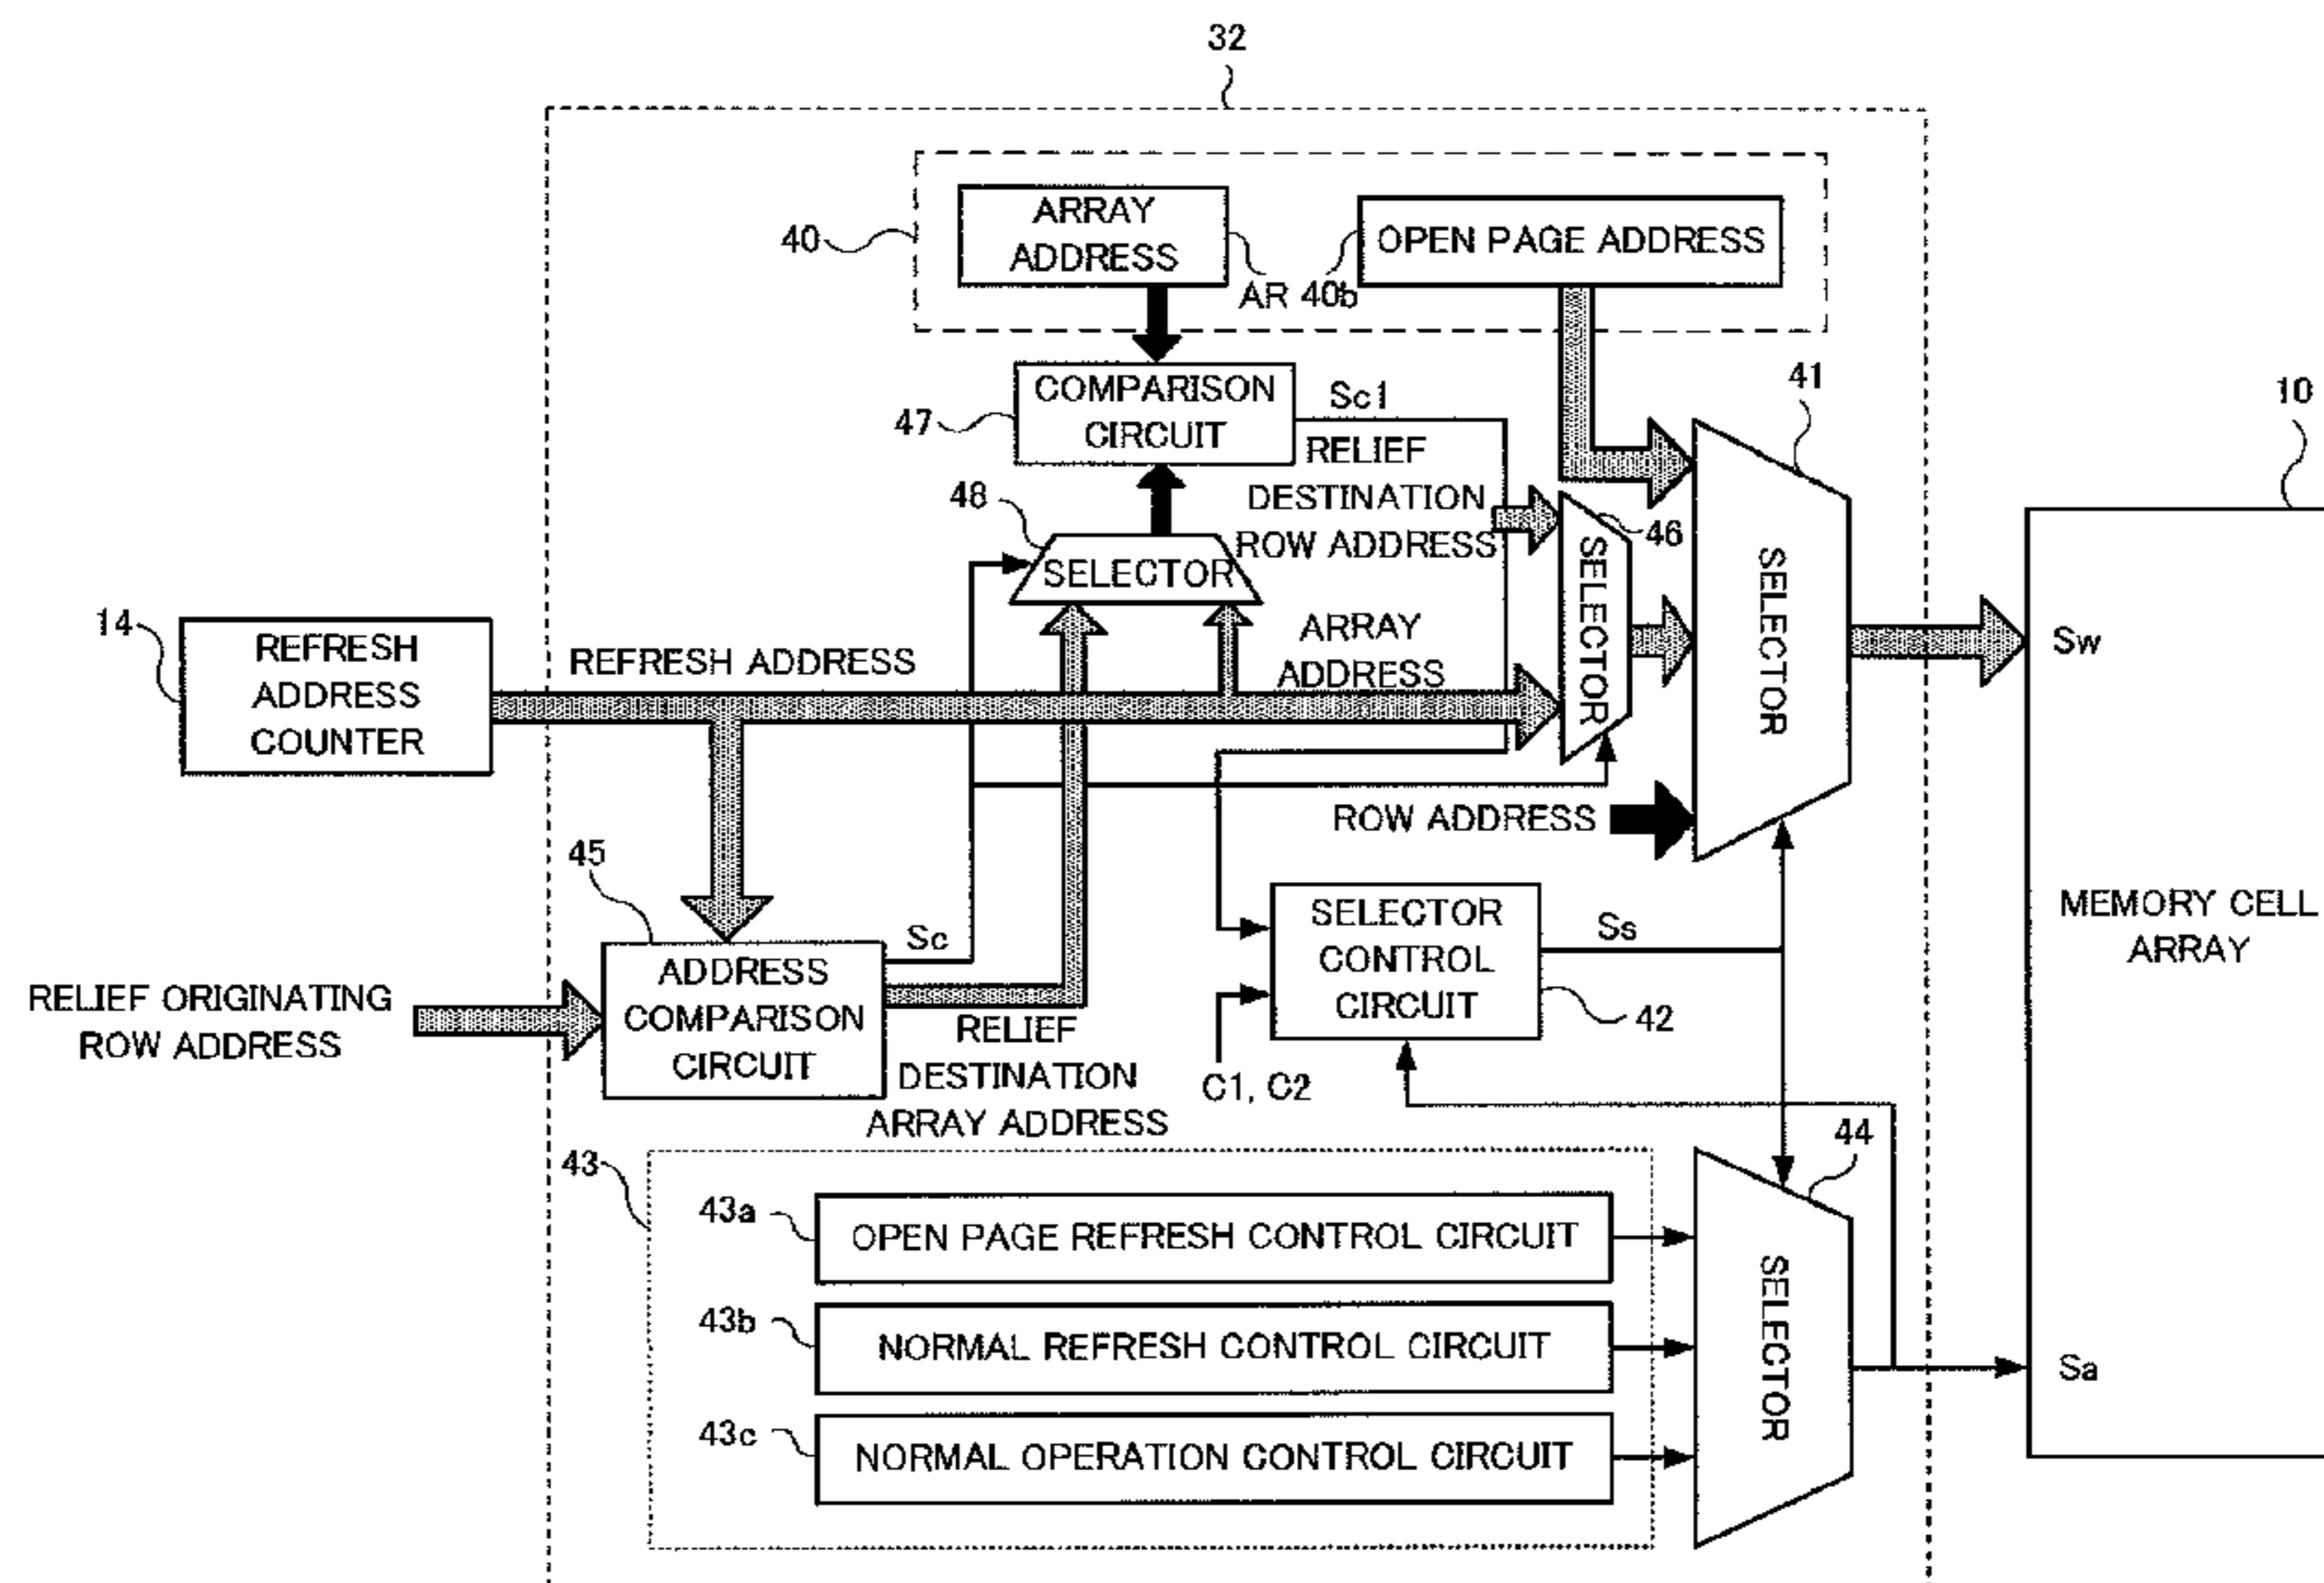 32
ARRAY
ADDRESS
OPEN PAGE ADDRESS
40
AR 40b
41
10
COMPARISON
CIRCUIT
47
Sc1
RELIEF
DESTINATION
ROW ADDRESS
48
46
SELECTOR
SELECTOR
SELECTOR
14
REFRESH
ADDRESS
COUNTER
REFRESH ADDRESS
ARRAY
ADDRESS
Sw
ROW ADDRESS
45
Sc
ADDRESS
COMPARISON
CIRCUIT
SELECTOR
CONTROL
CIRCUIT
Ss
42
MEMORY CELL
ARRAY
RELIEF ORIGINATING
ROW ADDRESS
RELIEF
DESTINATION
ARRAY ADDRESS
C1, C2
44
43
43a
OPEN PAGE REFRESH CONTROL CIRCUIT
43b
NORMAL REFRESH CONTROL CIRCUIT
43c
NORMAL OPERATION CONTROL CIRCUIT
SELECTOR
Sa